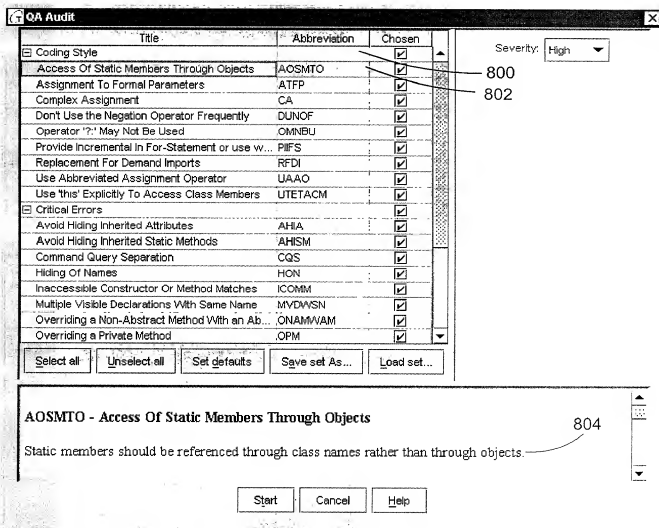 QA Audit
Title Abbreviation Chosen
Coding Style
Access Of Static Members Through Objects AOSMTO
Assignment To Formal Parameters ATFP
Complex Assignment CA
Don't Use the Negation Operator Frequently DUNOF
Operator '?:' May Not Be Used OMNBU
Provide Incremental In For-Statement or use w... PIIFS
Replacement For Demand Imports RFDI
Use Abbreviated Assignment Operator UAAO
Use 'this' Explicitly To Access Class Members UTETACM
Critical Errors
Avoid Hiding Inherited Attributes AHIA
Avoid Hiding Inherited Static Methods AHISM
Command Query Separation CQS
Hiding Of Names HON
Inaccessible Constructor Or Method Matches ICOMM
Multiple Visible Declarations With Same Name MVDWSN
Overriding a Non-Abstract Method With an Ab... ONAMWAM
Overriding a Private Method OPM
Severity: High
800
802
Select all Unselect all Set defaults Save set As... Load set...
AOSMTO - Access Of Static Members Through Objects
804
Static members should be referenced through class names rather than through objects.
Start Cancel Help